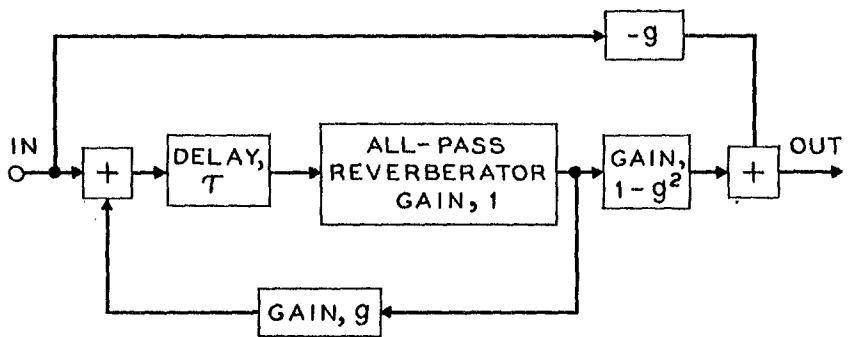 -g
IN
+
DELAY,
τ
ALL-PASS
REVERBERATOR
GAIN, 1
GAIN,
1-g²
+
OUT
GAIN, g